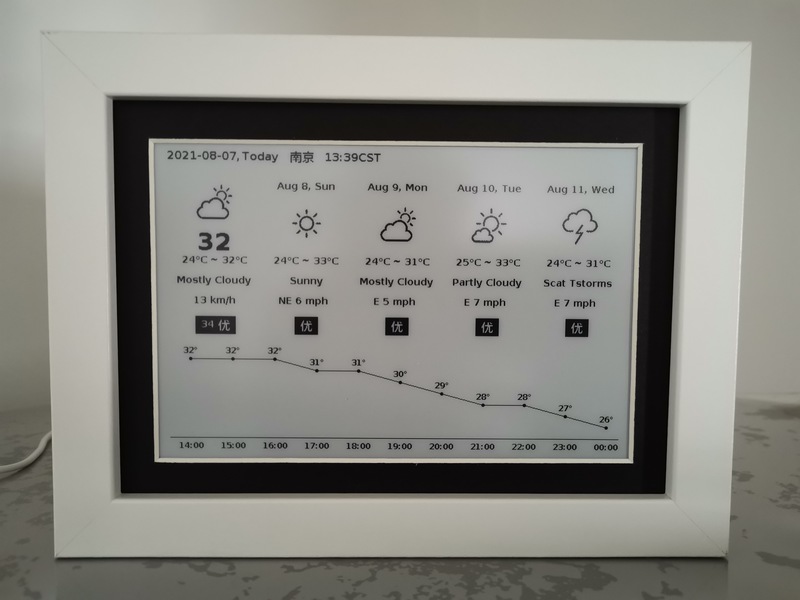 2021-08-07, Today 南京 13:39CST
Aug 8, Sun Aug 9, Mon Aug 10, Tue Aug 11, Wed
32
24°C ~ 32°C 24°C ~ 33°C 24°C ~ 31°C 25°C ~ 33°C 24°C ~ 31°C
Mostly Cloudy Sunny Mostly Cloudy Partly Cloudy Scat Tstorms
13 km/h NE 6 mph E 5 mph E 7 mph E 7 mph
34 优 优 优 优 优
32° 32° 32° 31° 31° 30° 29° 28° 28° 27° 26°
14:00 15:00 16:00 17:00 18:00 19:00 20:00 21:00 22:00 23:00 00:00